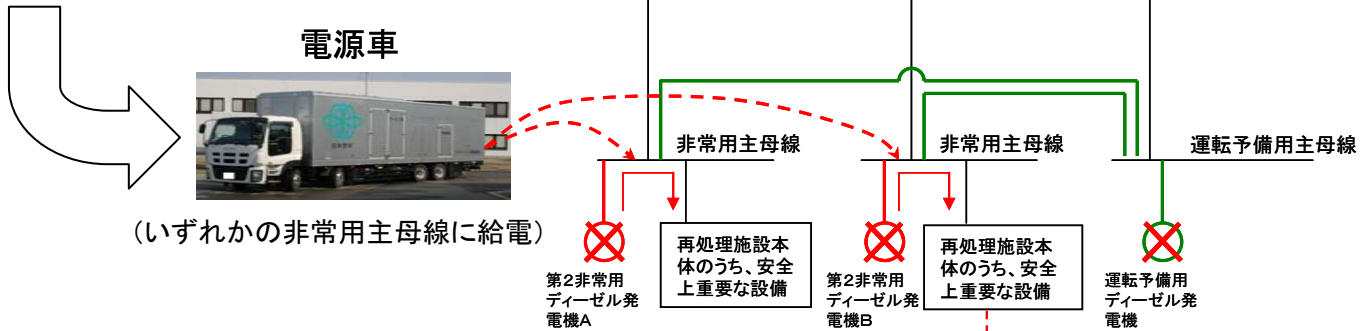 電源車
(いずれかの非常用主母線に給電)
非常用主母線
非常用主母線
運転予備用主母線
第2非常用
ディーゼル発
電機A
再処理施設本
体のうち、安全
上重要な設備
第2非常用
ディーゼル発
電機B
再処理施設本
体のうち、安全
上重要な設備
運転予備用
ディーゼル発
電機